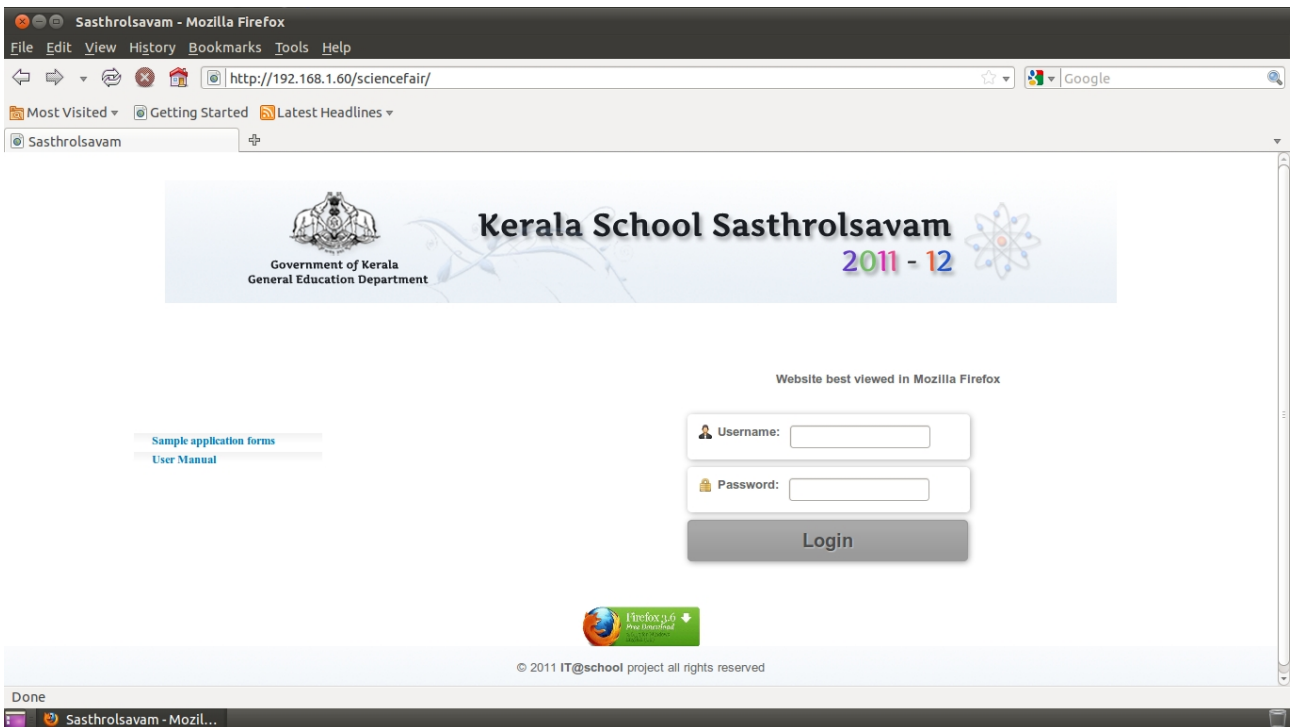 Sasthrolsavam - Mozilla Firefox
File Edit View History Bookmarks Tools Help
http://192.168.1.60/sciencefair/
Google
Most Visited Getting Started Latest Headlines
Sasthrolsavam
Kerala School Sasthrolsavam
2011 - 12
Government of Kerala
General Education Department
Website best viewed in Mozilla Firefox
Username:
Sample application forms
User Manual
Password:
Login
Firefox 3.6
Free Download
© 2011 IT@school project all rights reserved
Done
Sasthrolsavam - Mozil...